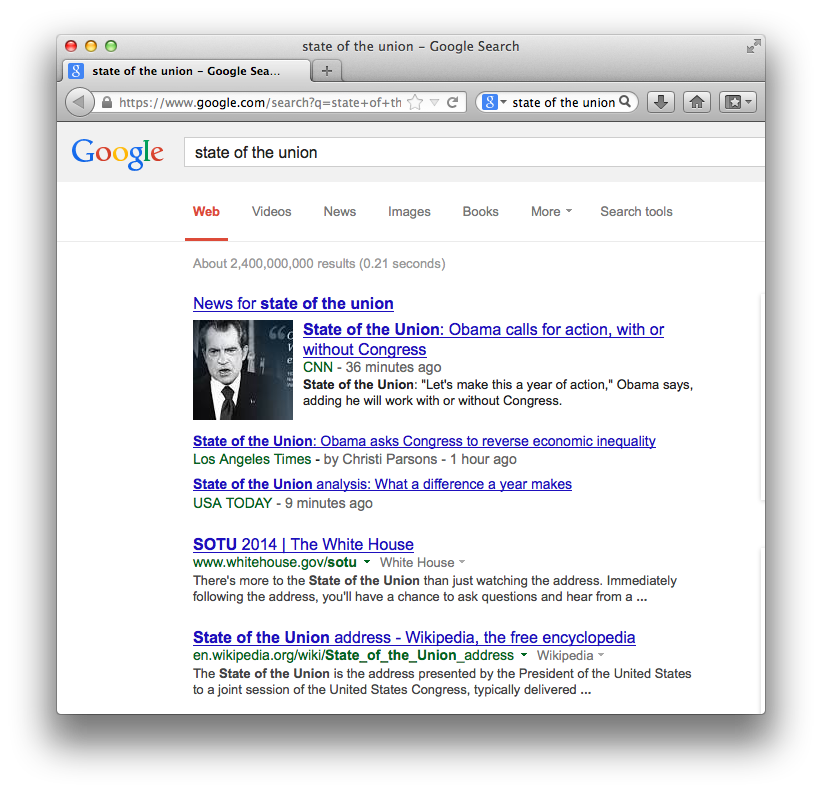 state of the union - Google Search
state of the union - Google Sea...
https://www.google.com/search?q=state+of+th
state of the union
Google
state of the union
Web Videos News Images Books More Search tools
About 2,400,000,000 results (0.21 seconds)
News for state of the union
State of the Union: Obama calls for action, with or
without Congress
CNN - 36 minutes ago
State of the Union: "Let's make this a year of action," Obama says,
adding he will work with or without Congress.
State of the Union: Obama asks Congress to reverse economic inequality
Los Angeles Times - by Christi Parsons - 1 hour ago
State of the Union analysis: What a difference a year makes
USA TODAY - 9 minutes ago
SOTU 2014 | The White House
www.whitehouse.gov/sotu White House
There's more to the State of the Union than just watching the address. Immediately
following the address, you'll have a chance to ask questions and hear from a ...
State of the Union address - Wikipedia, the free encyclopedia
en.wikipedia.org/wiki/State_of_the_Union_address Wikipedia
The State of the Union is the address presented by the President of the United States
to a joint session of the United States Congress, typically delivered ...